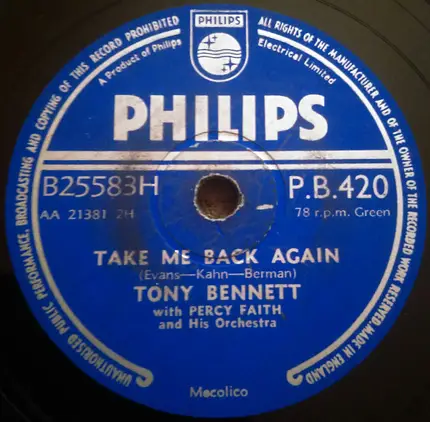 UNAUTHORISED PUBLIC PERFORMANCE, BROADCASTING AND COPYING OF THIS RECORD PROHIBITED
ALL RIGHTS OF THE MANUFACTURER AND OF THE OWNER OF THE RECORDED WORK RESERVED. MADE IN ENGLAND
PHILIPS
A Product of Philips Electrical Limited
PHILIPS
B25583H P.B.420
AA 21381 2H 78 r.p.m. Green
TAKE ME BACK AGAIN
(Evans—Kahn—Berman)
TONY BENNETT
with PERCY FAITH
and His Orchestra
Mecolico